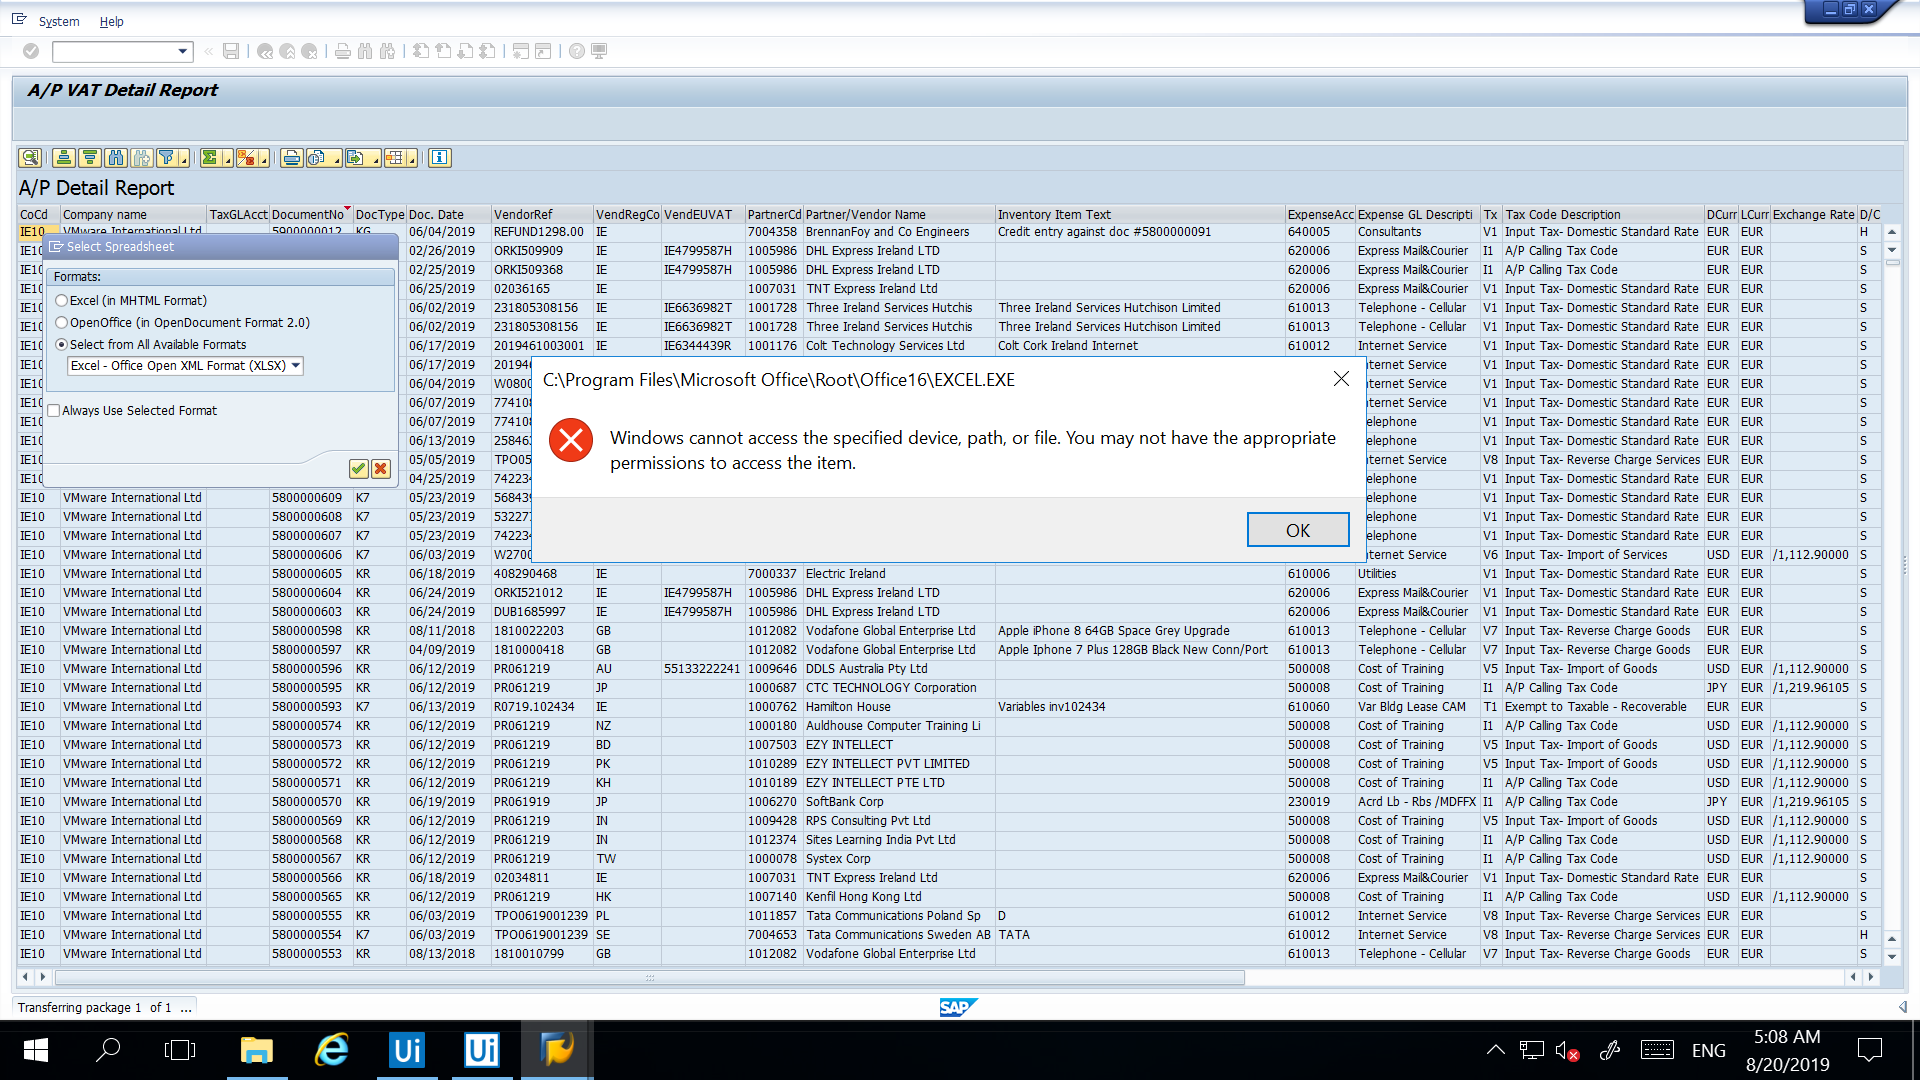 System Help
A/P VAT Detail Report
A/P Detail Report
CoCd Company name TaxGLAcct DocumentNo DocType Doc. Date VendorRef VendRegCo VendEUVAT PartnerCd Partner/Vendor Name Inventory Item Text ExpenseAcc Expense GL Descripti Tx Tax Code Description DCurr LCurr Exchange Rate D/C
IE10 VMware International Ltd 5900000012 KG 06/04/2019 REFUND1298.00 IE 7004358 BrennanFoy and Co Engineers Credit entry against doc #5800000091 640005 Consultants V1 Input Tax- Domestic Standard Rate EUR EUR H
Select Spreadsheet
Formats:
Excel (in MHTML Format)
OpenOffice (in OpenDocument Format 2.0)
Select from All Available Formats
Excel - Office Open XML Format (XLSX)
Always Use Selected Format
IE10 02/26/2019 ORKI509909 IE IE4799587H 1005986 DHL Express Ireland LTD 620006 Express Mail&Courier I1 A/P Calling Tax Code EUR EUR S
IE10 02/25/2019 ORKI509368 IE IE4799587H 1005986 DHL Express Ireland LTD 620006 Express Mail&Courier I1 A/P Calling Tax Code EUR EUR S
IE10 06/25/2019 02036165 IE 1007031 TNT Express Ireland Ltd 620006 Express Mail&Courier V1 Input Tax- Domestic Standard Rate EUR EUR S
IE10 06/02/2019 231805308156 IE IE6636982T 1001728 Three Ireland Services Hutchis Three Ireland Services Hutchison Limited 610013 Telephone - Cellular V1 Input Tax- Domestic Standard Rate EUR EUR S
IE10 06/02/2019 231805308156 IE IE6636982T 1001728 Three Ireland Services Hutchis Three Ireland Services Hutchison Limited 610013 Telephone - Cellular V1 Input Tax- Domestic Standard Rate EUR EUR S
IE10 06/17/2019 2019461003001 IE IE6344439R 1001176 Colt Technology Services Ltd Colt Cork Ireland Internet 610012 Internet Service V1 Input Tax- Domestic Standard Rate EUR EUR S
IE10 06/17/2019 20194 nternet Service V1 Input Tax- Domestic Standard Rate EUR EUR S
IE10 06/04/2019 W0800 nternet Service V1 Input Tax- Domestic Standard Rate EUR EUR S
IE10 06/07/2019 77410 nternet Service V1 Input Tax- Domestic Standard Rate EUR EUR S
IE10 06/07/2019 77410 elephone V1 Input Tax- Domestic Standard Rate EUR EUR S
IE10 06/13/2019 25846 elephone V1 Input Tax- Domestic Standard Rate EUR EUR S
IE10 05/05/2019 TPO05 nternet Service V8 Input Tax- Reverse Charge Services EUR EUR S
IE10 04/25/2019 74223 elephone V1 Input Tax- Domestic Standard Rate EUR EUR S
C:\Program Files\Microsoft Office\Root\Office16\EXCEL.EXE
Windows cannot access the specified device, path, or file. You may not have the appropriate
permissions to access the item.
OK
IE10 VMware International Ltd 5800000609 K7 05/23/2019 56843 elephone V1 Input Tax- Domestic Standard Rate EUR EUR S
IE10 VMware International Ltd 5800000608 K7 05/23/2019 53227 elephone V1 Input Tax- Domestic Standard Rate EUR EUR S
IE10 VMware International Ltd 5800000607 K7 05/23/2019 74223 elephone V1 Input Tax- Domestic Standard Rate EUR EUR S
IE10 VMware International Ltd 5800000606 K7 06/03/2019 W2700 nternet Service V6 Input Tax- Import of Services USD EUR /1,112.90000 S
IE10 VMware International Ltd 5800000605 KR 06/18/2019 408290468 IE 7000337 Electric Ireland 610006 Utilities V1 Input Tax- Domestic Standard Rate EUR EUR S
IE10 VMware International Ltd 5800000604 KR 06/24/2019 ORKI521012 IE IE4799587H 1005986 DHL Express Ireland LTD 620006 Express Mail&Courier V1 Input Tax- Domestic Standard Rate EUR EUR S
IE10 VMware International Ltd 5800000603 KR 06/24/2019 DUB1685997 IE IE4799587H 1005986 DHL Express Ireland LTD 620006 Express Mail&Courier V1 Input Tax- Domestic Standard Rate EUR EUR S
IE10 VMware International Ltd 5800000598 KR 08/11/2018 1810022203 GB 1012082 Vodafone Global Enterprise Ltd Apple iPhone 8 64GB Space Grey Upgrade 610013 Telephone - Cellular V7 Input Tax- Reverse Charge Goods EUR EUR S
IE10 VMware International Ltd 5800000597 KR 04/09/2019 1810000418 GB 1012082 Vodafone Global Enterprise Ltd Apple Iphone 7 Plus 128GB Black New Conn/Port 610013 Telephone - Cellular V7 Input Tax- Reverse Charge Goods EUR EUR S
IE10 VMware International Ltd 5800000596 KR 06/12/2019 PR061219 AU 55133222241 1009646 DDLS Australia Pty Ltd 500008 Cost of Training V5 Input Tax- Import of Goods USD EUR /1,112.90000 S
IE10 VMware International Ltd 5800000595 KR 06/12/2019 PR061219 JP 1000687 CTC TECHNOLOGY Corporation 500008 Cost of Training I1 A/P Calling Tax Code JPY EUR /1,219.96105 S
IE10 VMware International Ltd 5800000593 K7 06/13/2019 R0719.102434 IE 1000762 Hamilton House Variables inv102434 610060 Var Bldg Lease CAM T1 Exempt to Taxable - Recoverable EUR EUR S
IE10 VMware International Ltd 5800000574 KR 06/12/2019 PR061219 NZ 1000180 Auldhouse Computer Training Li 500008 Cost of Training I1 A/P Calling Tax Code USD EUR /1,112.90000 S
IE10 VMware International Ltd 5800000573 KR 06/12/2019 PR061219 BD 1007503 EZY INTELLECT 500008 Cost of Training V5 Input Tax- Import of Goods USD EUR /1,112.90000 S
IE10 VMware International Ltd 5800000572 KR 06/12/2019 PR061219 PK 1010289 EZY INTELLECT PVT LIMITED 500008 Cost of Training V5 Input Tax- Import of Goods USD EUR /1,112.90000 S
IE10 VMware International Ltd 5800000571 KR 06/12/2019 PR061219 KH 1010189 EZY INTELLECT PTE LTD 500008 Cost of Training I1 A/P Calling Tax Code USD EUR /1,112.90000 S
IE10 VMware International Ltd 5800000570 KR 06/19/2019 PR061919 JP 1006270 SoftBank Corp 230019 Acrd Lb - Rbs /MDFFX I1 A/P Calling Tax Code JPY EUR /1,219.96105 S
IE10 VMware International Ltd 5800000569 KR 06/12/2019 PR061219 IN 1009428 RPS Consulting Pvt Ltd 500008 Cost of Training V5 Input Tax- Import of Goods USD EUR /1,112.90000 S
IE10 VMware International Ltd 5800000568 KR 06/12/2019 PR061219 IN 1012374 Sites Learning India Pvt Ltd 500008 Cost of Training I1 A/P Calling Tax Code USD EUR /1,112.90000 S
IE10 VMware International Ltd 5800000567 KR 06/12/2019 PR061219 TW 1000078 Systex Corp 500008 Cost of Training I1 A/P Calling Tax Code USD EUR /1,112.90000 S
IE10 VMware International Ltd 5800000566 KR 06/18/2019 02034811 IE 1007031 TNT Express Ireland Ltd 620006 Express Mail&Courier V1 Input Tax- Domestic Standard Rate EUR EUR S
IE10 VMware International Ltd 5800000565 KR 06/12/2019 PR061219 HK 1007140 Kenfil Hong Kong Ltd 500008 Cost of Training I1 A/P Calling Tax Code USD EUR /1,112.90000 S
IE10 VMware International Ltd 5800000555 KR 06/03/2019 TPO0619001239 PL 1011857 Tata Communications Poland Sp D 610012 Internet Service V8 Input Tax- Reverse Charge Services EUR EUR S
IE10 VMware International Ltd 5800000554 K7 06/03/2019 TPO0619001239 SE 7004653 Tata Communications Sweden AB TATA 610012 Internet Service V8 Input Tax- Reverse Charge Services EUR EUR H
IE10 VMware International Ltd 5800000553 KR 08/13/2018 1810010799 GB 1012082 Vodafone Global Enterprise Ltd 610013 Telephone - Cellular V7 Input Tax- Reverse Charge Goods EUR EUR S
Transferring package 1 of 1 ...
SAP
Ui Ui
ENG
5:08 AM
8/20/2019